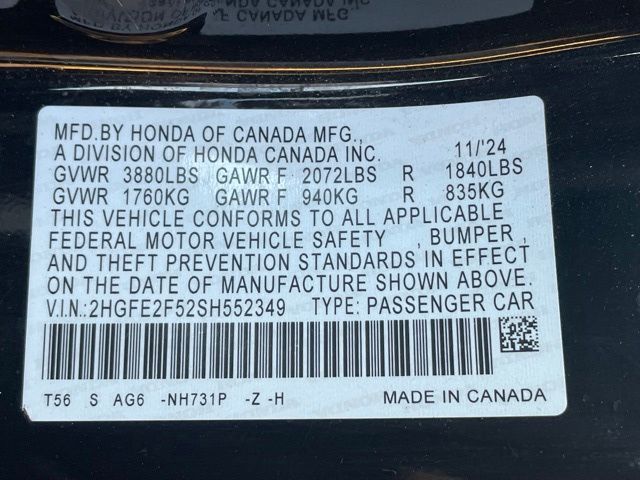 MFD.BY HONDA OF CANADA MFG.,
A DIVISION OF HONDA CANADA INC. 11/'24
GVWR 3880LBS GAWR F 2072LBS R 1840LBS
GVWR 1760KG GAWR F 940KG R 835KG
THIS VEHICLE CONFORMS TO ALL APPLICABLE
FEDERAL MOTOR VEHICLE SAFETY , BUMPER ,
AND THEFT PREVENTION STANDARDS IN EFFECT
ON THE DATE OF MANUFACTURE SHOWN ABOVE.
V.I.N.:2HGFE2F52SH552349 TYPE: PASSENGER CAR
T56 S AG6 -NH731P -Z -H MADE IN CANADA